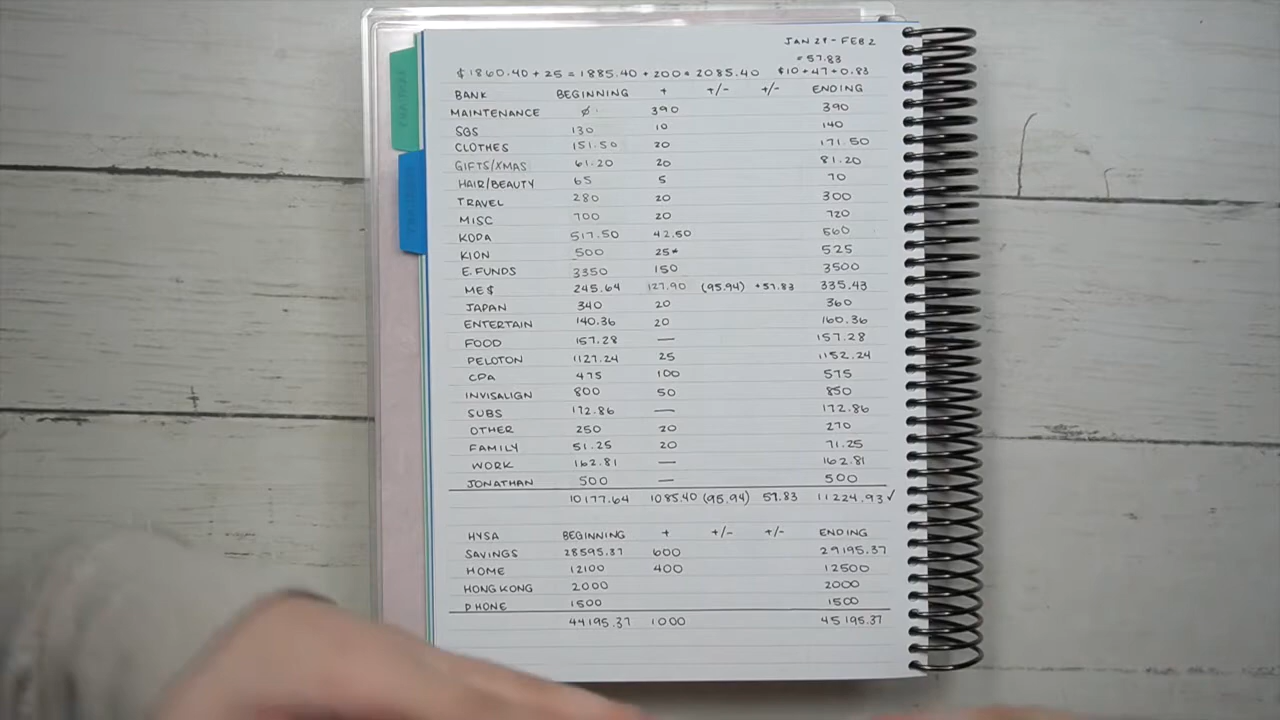 JAN 29 - FEB 2
= 57.83
$1860.40 + 25 = 1885.40 + 200 = 2085.40 $10 + 47 + 0.83
BANK BEGINNING + +/- +/- ENDING
MAINTENANCE ∅ 390 390
SGS 130 10 140
CLOTHES 151.50 20 171.50
GIFTS/XMAS 61.20 20 81.20
HAIR/BEAUTY 65 5 70
TRAVEL 280 20 300
MISC 700 20 720
KODA 517.50 42.50 560
KION 500 25* 525
E.FUNDS 3350 150 3500
ME $ 245.64 127.90 (95.94) +57.83 335.43
JAPAN 340 20 360
ENTERTAIN 140.36 20 160.36
FOOD 157.28 — 157.28
PELOTON 1127.24 25 1152.24
CPA 475 100 575
INVISALIGN 800 50 850
SUBS 172.86 — 172.86
OTHER 250 20 270
FAMILY 51.25 20 71.25
WORK 162.81 — 162.81
JONATHAN 500 — 500
10177.64 1085.40 (95.94) 57.83 11224.93✓
HYSA BEGINNING + +/- +/- ENDING
SAVINGS 28595.37 600 29195.37
HOME 12100 400 12500
HONG KONG 2000 2000
PHONE 1500 1500
44195.37 1000 45195.37